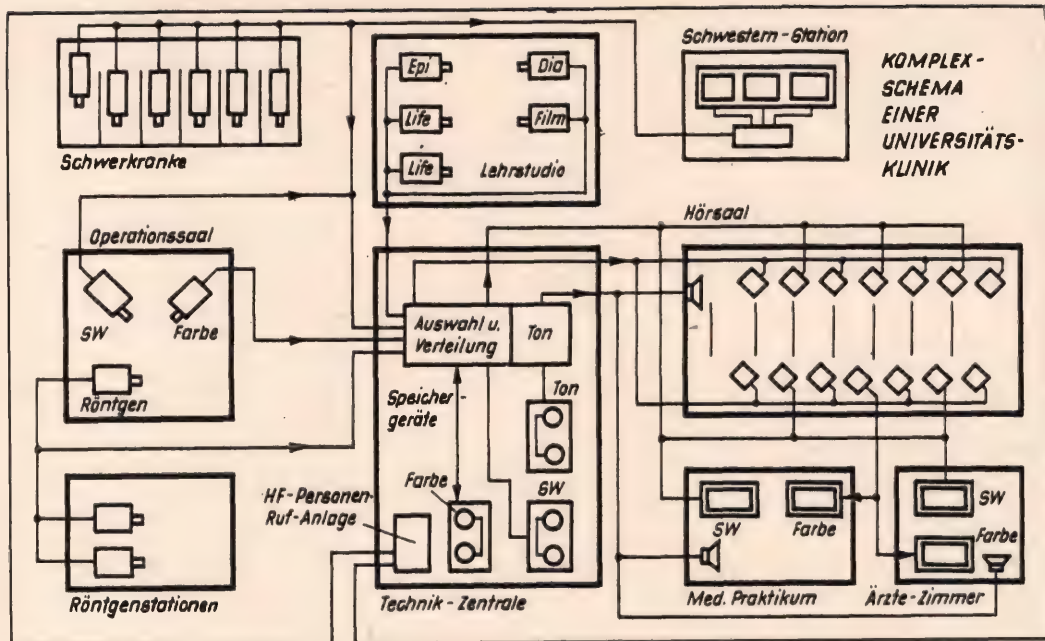 Schwestern-Station
KOMPLEX-
SCHEMA
EINER
UNIVERSITÄTS-
KLINIK
Schwerkranke
Epi
Dia
Life
Film
Life
Lehrstudio
Operationssaal
SW
Farbe
Röntgen
Hörsaal
Auswahl u.
Verteilung
Ton
Speicher-
geräte
Ton
Farbe
SW
HF-Personen-
Ruf-Anlage
SW
Farbe
SW
Farbe
Röntgenstationen
Technik-Zentrale
Med. Praktikum
Ärzte-Zimmer